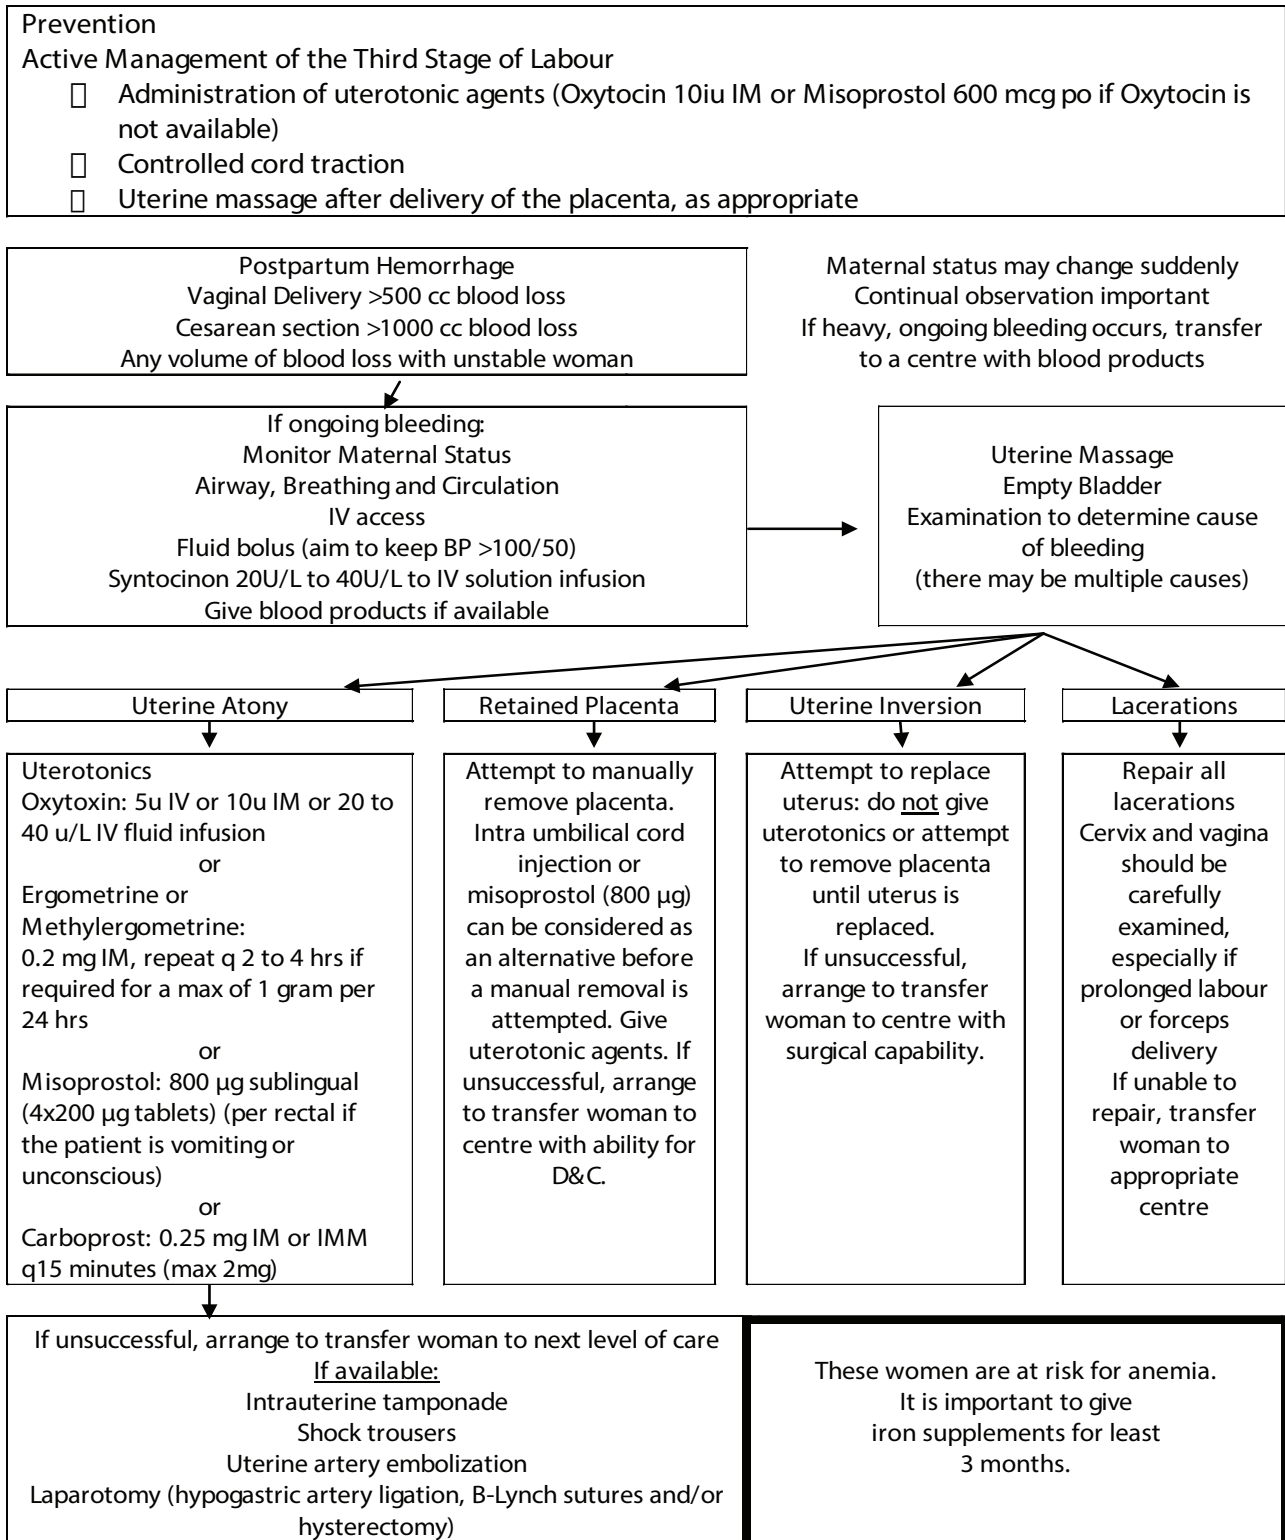 Prevention
Active Management of the Third Stage of Labour
Administration of uterotonic agents (Oxytocin 10iu IM or Misoprostol 600 mcg po if Oxytocin is
not available)
Controlled cord traction
Uterine massage after delivery of the placenta, as appropriate
Postpartum Hemorrhage
Vaginal Delivery >500 cc blood loss
Cesarean section >1000 cc blood loss
Any volume of blood loss with unstable woman
Maternal status may change suddenly
Continual observation important
If heavy, ongoing bleeding occurs, transfer
to a centre with blood products
If ongoing bleeding:
Monitor Maternal Status
Airway, Breathing and Circulation
IV access
Fluid bolus (aim to keep BP >100/50)
Syntocinon 20U/L to 40U/L to IV solution infusion
Give blood products if available
Uterine Massage
Empty Bladder
Examination to determine cause
of bleeding
(there may be multiple causes)
Uterine Atony
Retained Placenta
Uterine Inversion
Lacerations
Uterotonics
Oxytoxin: 5u IV or 10u IM or 20 to
40 u/L IV fluid infusion
or
Ergometrine or
Methylergometrine:
0.2 mg IM, repeat q 2 to 4 hrs if
required for a max of 1 gram per
24 hrs
or
Misoprostol: 800 µg sublingual
(4x200 µg tablets) (per rectal if
the patient is vomiting or
unconscious)
or
Carboprost: 0.25 mg IM or IMM
q15 minutes (max 2mg)
Attempt to manually
remove placenta.
Intra umbilical cord
injection or
misoprostol (800 µg)
can be considered as
an alternative before
a manual removal is
attempted. Give
uterotonic agents. If
unsuccessful, arrange
to transfer woman to
centre with ability for
D&C.
Attempt to replace
uterus: do not give
uterotonics or attempt
to remove placenta
until uterus is
replaced.
If unsuccessful,
arrange to transfer
woman to centre with
surgical capability.
Repair all
lacerations
Cervix and vagina
should be
carefully
examined,
especially if
prolonged labour
or forceps
delivery
If unable to
repair, transfer
woman to
appropriate
centre
If unsuccessful, arrange to transfer woman to next level of care
If available:
Intrauterine tamponade
Shock trousers
Uterine artery embolization
Laparotomy (hypogastric artery ligation, B-Lynch sutures and/or
hysterectomy)
These women are at risk for anemia.
It is important to give
iron supplements for least
3 months.